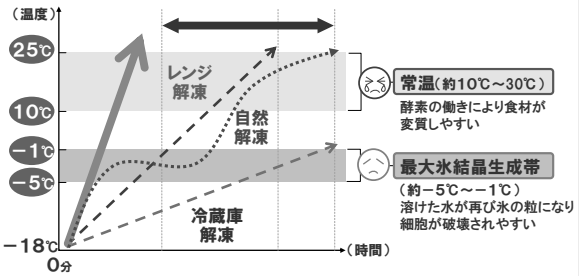 (温度)
25℃
10℃
−1℃
−5℃
−18℃
0分
(時間)
レンジ
解凍
自然
解凍
冷蔵庫
解凍
常温(約10℃〜30℃)
酵素の働きにより食材が
変質しやすい
最大氷結晶生成帯
(約−5℃〜−1℃)
溶けた水が再び氷の粒になり
細胞が破壊されやすい